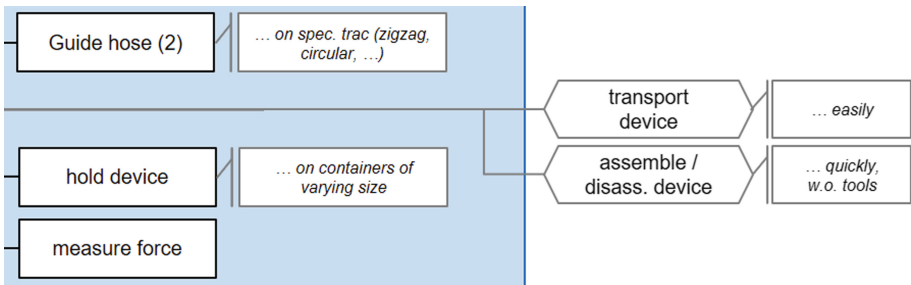 Guide hose (2)
… on spec. trac (zigzag,
circular, …)
transport
device
… easily
hold device
… on containers of
varying size
assemble /
disass. device
… quickly,
w.o. tools
measure force